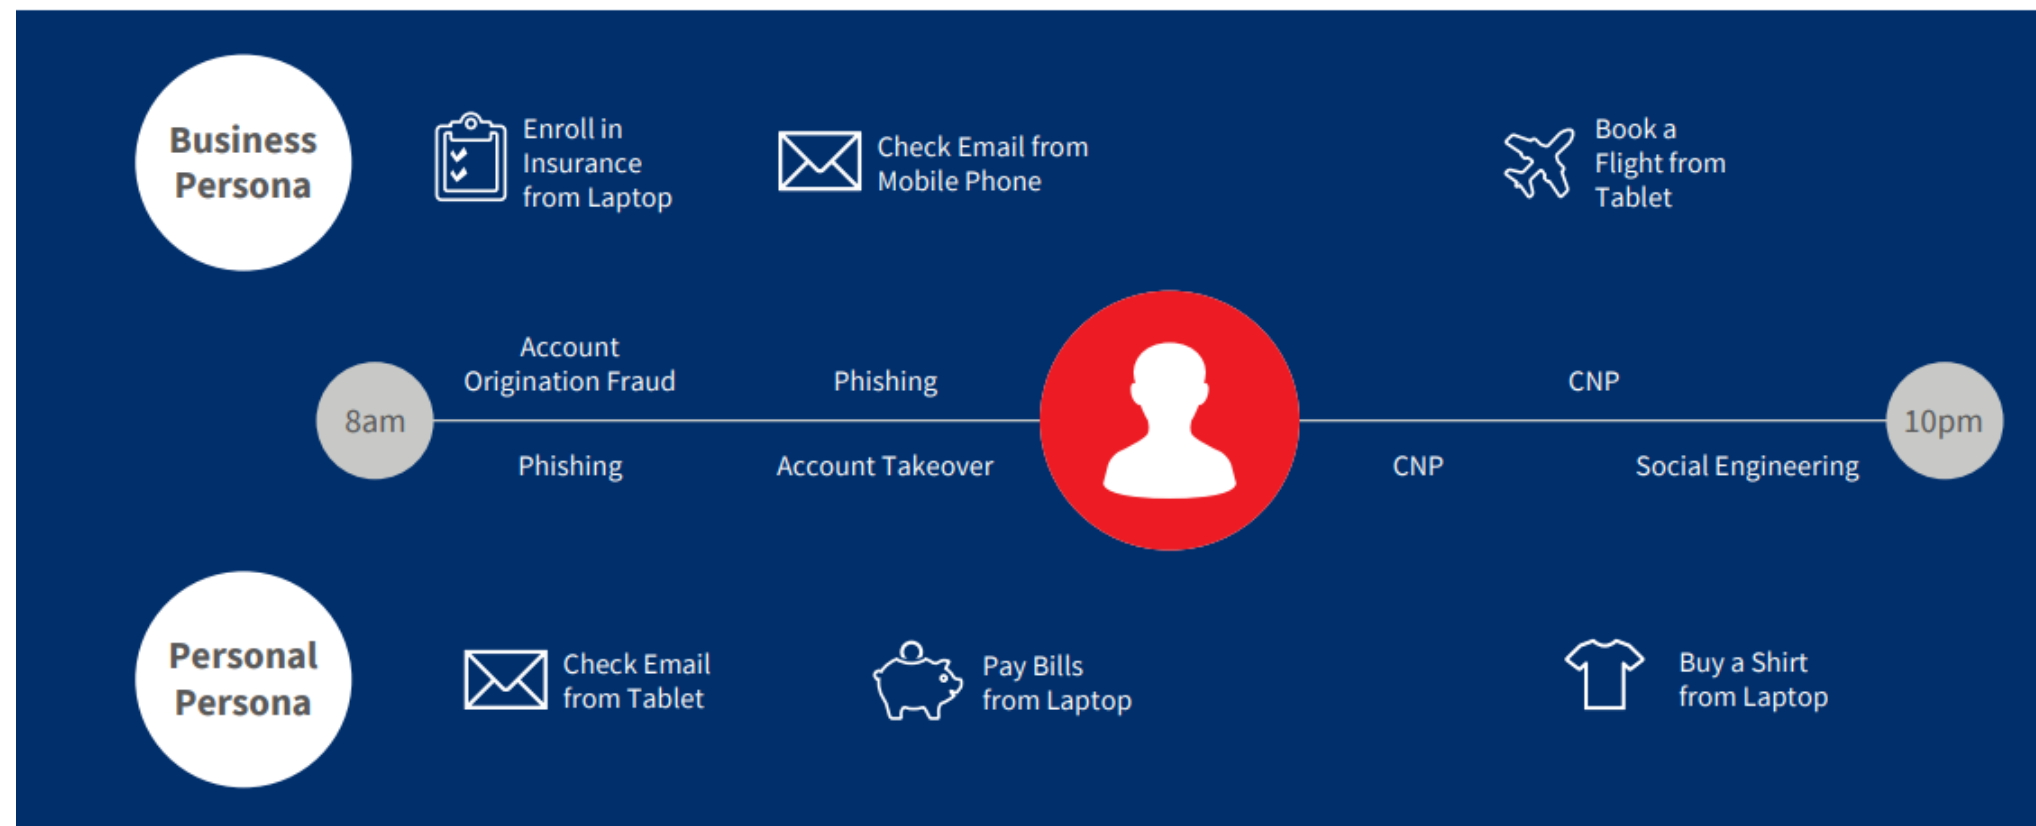 Business
Persona
Enroll in
Insurance
from Laptop
Check Email from
Mobile Phone
Book a
Flight from
Tablet
8am
Account
Origination Fraud
Phishing
CNP
10pm
Phishing
Account Takeover
CNP
Social Engineering
Personal
Persona
Check Email
from Tablet
Pay Bills
from Laptop
Buy a Shirt
from Laptop